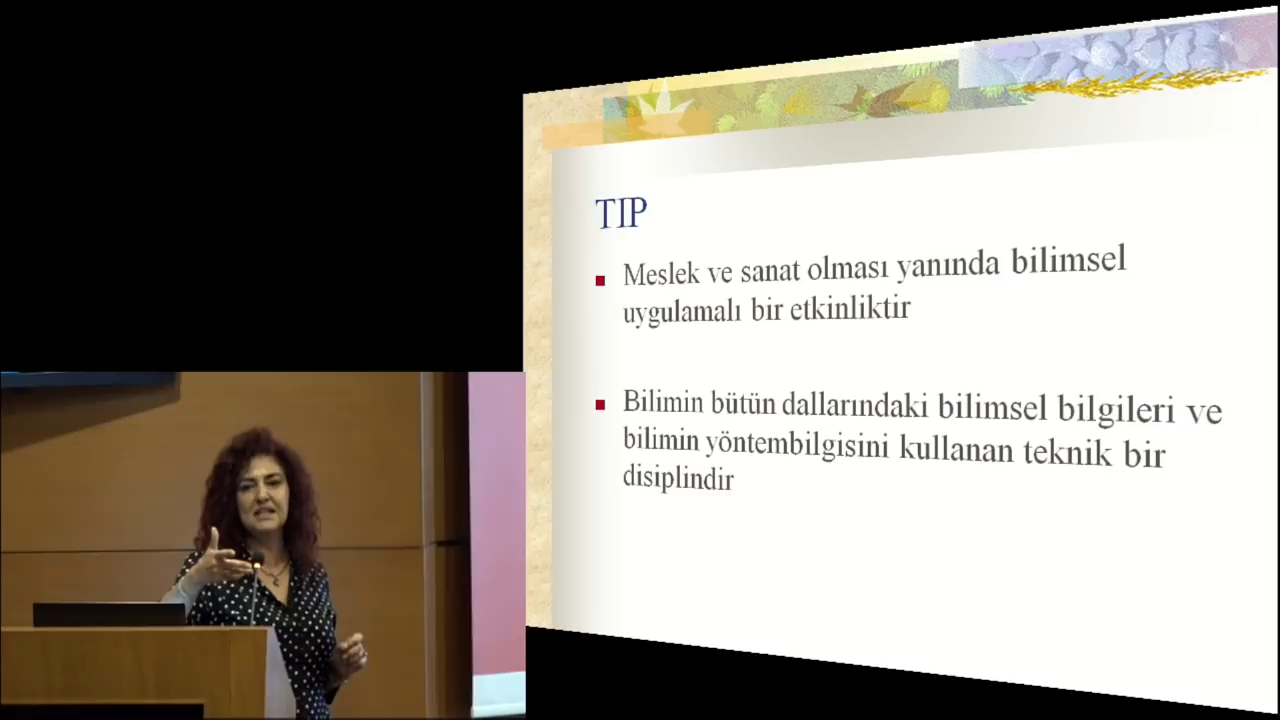 TIP
Meslek ve sanat olması yanında bilimsel
uygulamalı bir etkinliktir
Bilimin bütün dallarındaki bilimsel bilgileri ve
bilimin yöntembilgisini kullanan teknik bir
disiplindir